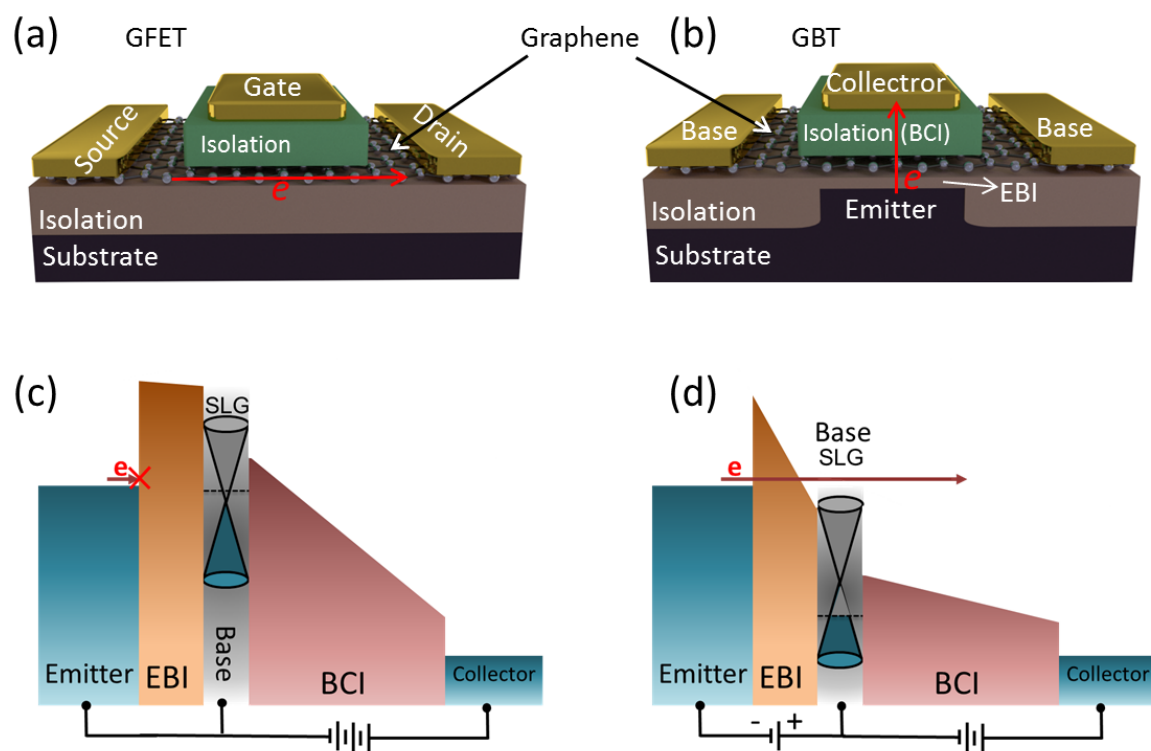 (a)
GFET
Graphene
(b)
GBT
Gate
Source
Isolation
Drain
e
Isolation
Substrate
Collectror
Base
Isolation (BCI)
Base
e
EBI
Isolation
Emitter
Substrate
(c)
SLG
e
Emitter
EBI
Base
BCI
Collector
(d)
Base
SLG
e
Emitter
EBI
BCI
Collector
- +